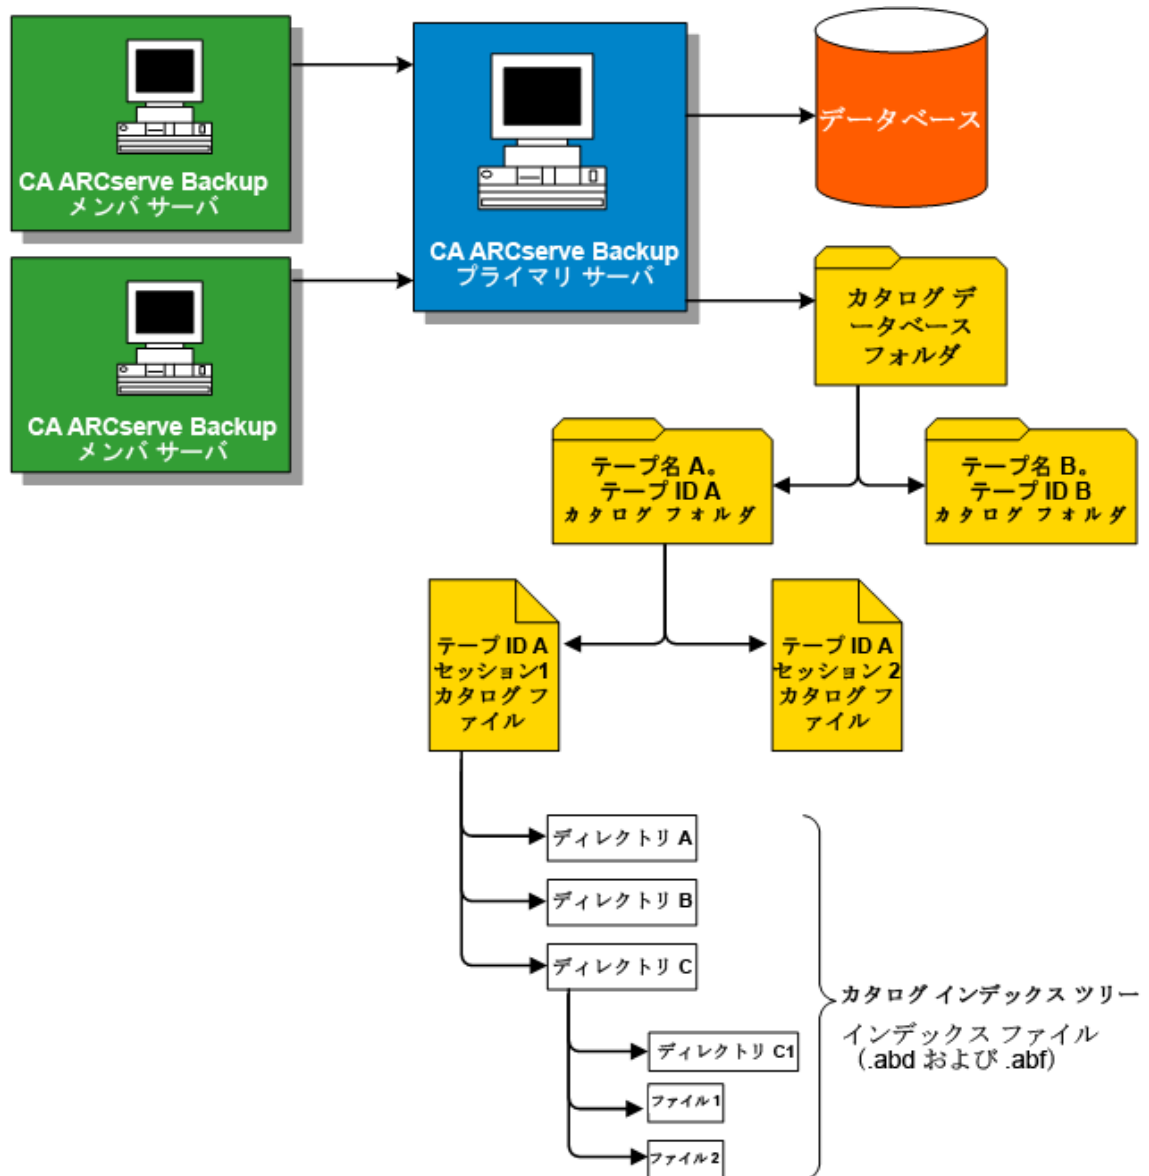 CA ARCserve Backup
メンバ サーバ
CA ARCserve Backup
プライマリ サーバ
データベース
CA ARCserve Backup
メンバ サーバ
カタログ デ
ータベース
フォルダ
テープ名 A。
テープ ID A
カタログ フォルダ
テープ名 B。
テープ ID B
カタログ フォルダ
テープ ID A
セッション1
カタログ フ
ァイル
テープ ID A
セッション 2
カタログ フ
ァイル
ディレクトリ A
ディレクトリ B
ディレクトリ C
カタログ インデックス ツリー
インデックス ファイル
(.abd および .abf)
ディレクトリ C1
ファイル 1
ファイル 2